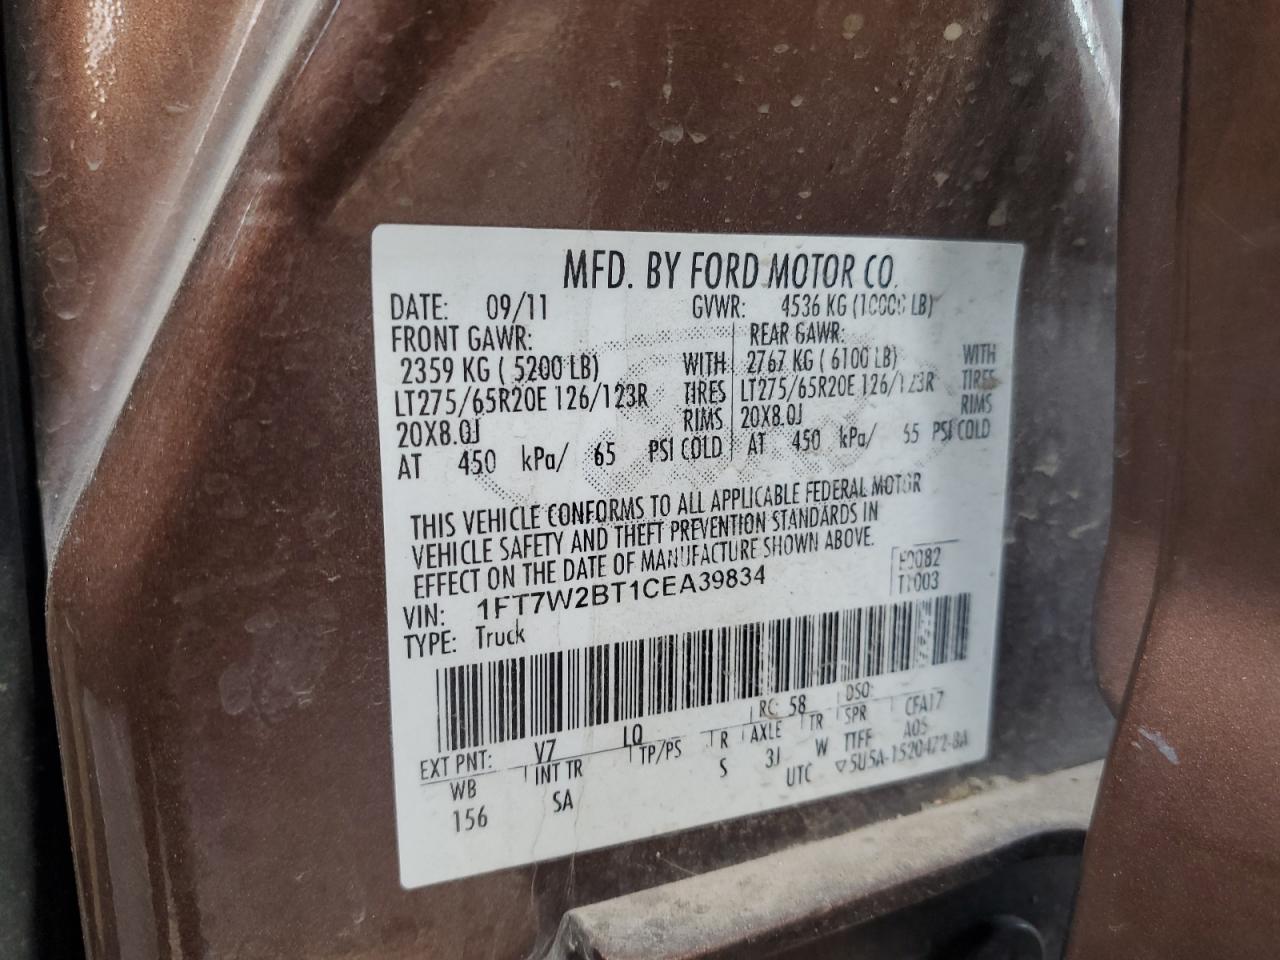 MFD. BY FORD MOTOR CO.
DATE: 09/11 GVWR: 4536 KG (10000 LB)
FRONT GAWR: REAR GAWR:
2359 KG ( 5200 LB) WITH 2767 KG ( 6100 LB) WITH
LT275/65R20E 126/123R TIRES LT275/65R20E 126/123R TIRES
20X8.0J RIMS 20X8.0J RIMS
AT 450 kPa/ 65 PSI COLD AT 450 kPa/ 65 PSI COLD
THIS VEHICLE CONFORMS TO ALL APPLICABLE FEDERAL MOTOR
VEHICLE SAFETY AND THEFT PREVENTION STANDARDS IN
EFFECT ON THE DATE OF MANUFACTURE SHOWN ABOVE.
VIN: 1FT7W2BT1CEA39834
TYPE: Truck
T1003
EXT PNT: V7 LQ RC: 58 DSO:
WB INT TR TP/PS R AXLE TR SPR CFA17
156 SA S 3J W TTFF A05
UTC ▽5U5A-1520472-BA